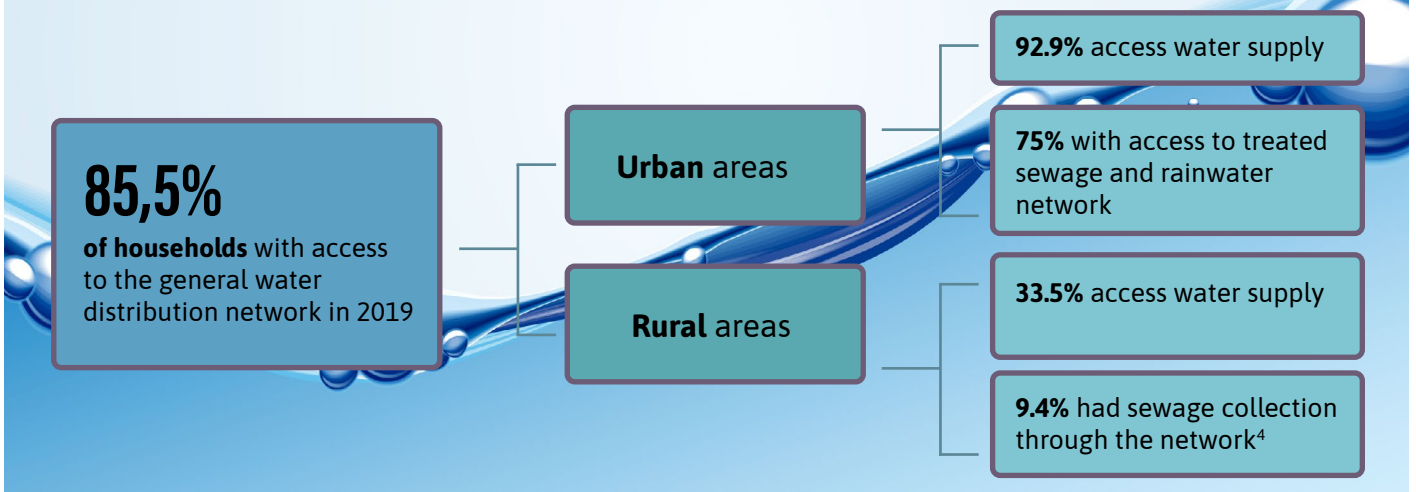 85,5%
of households with access
to the general water
distribution network in 2019
Urban areas
92.9% access water supply
75% with access to treated
sewage and rainwater
network
Rural areas
33.5% access water supply
9.4% had sewage collection
through the network⁴